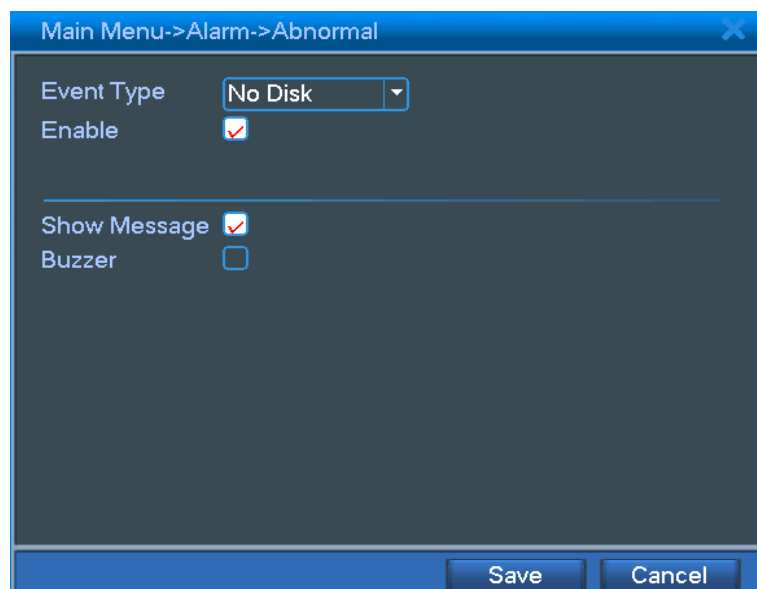 Main Menu->Alarm->Abnormal
Event Type No Disk
Enable
Show Message
Buzzer
Save Cancel